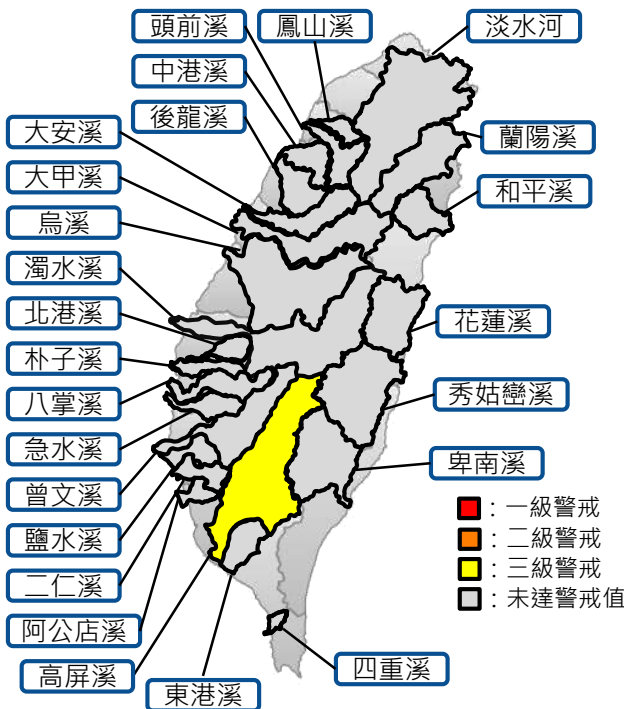 頭前溪
鳳山溪
淡水河
中港溪
後龍溪
大安溪
蘭陽溪
大甲溪
和平溪
烏溪
濁水溪
北港溪
花蓮溪
朴子溪
八掌溪
秀姑巒溪
急水溪
卑南溪
曾文溪
鹽水溪
二仁溪
阿公店溪
高屏溪
東港溪
四重溪
：一級警戒
：二級警戒
：三級警戒
：未達警戒值